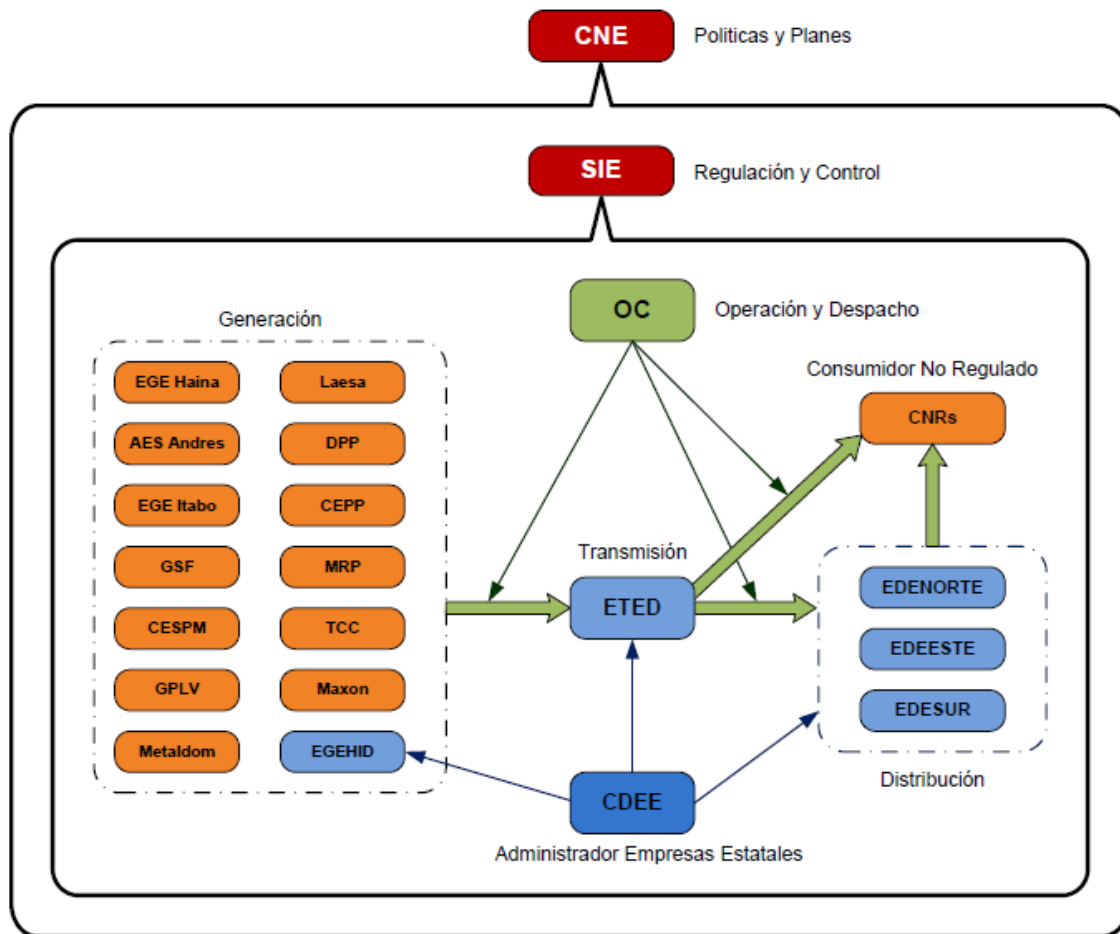 CNE
Politicas y Planes
SIE
Regulación y Control
OC
Operación y Despacho
Generación
EGE Haina
Laesa
AES Andres
DPP
EGE Itabo
CEPP
GSF
MRP
CESPM
TCC
GPLV
Maxon
Metaldom
EGEHID
Consumidor No Regulado
CNRs
Transmisión
ETED
EDENORTE
EDEESTE
EDESUR
Distribución
CDEE
Administrador Empresas Estatales